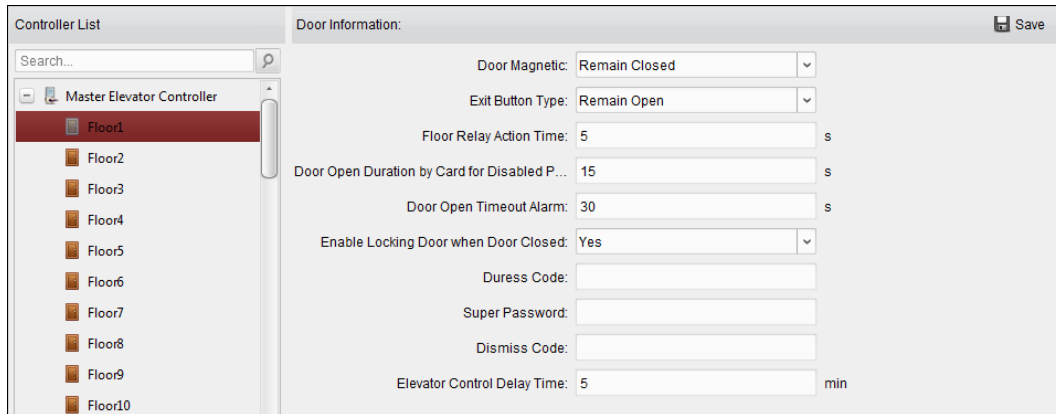 Controller List
Door Information:
Save
Search...
Master Elevator Controller
Floor1
Floor2
Floor3
Floor4
Floor5
Floor6
Floor7
Floor8
Floor9
Floor10
Door Magnetic: Remain Closed
Exit Button Type: Remain Open
Floor Relay Action Time: 5 s
Door Open Duration by Card for Disabled P... 15 s
Door Open Timeout Alarm: 30 s
Enable Locking Door when Door Closed: Yes
Duress Code:
Super Password:
Dismiss Code:
Elevator Control Delay Time: 5 min